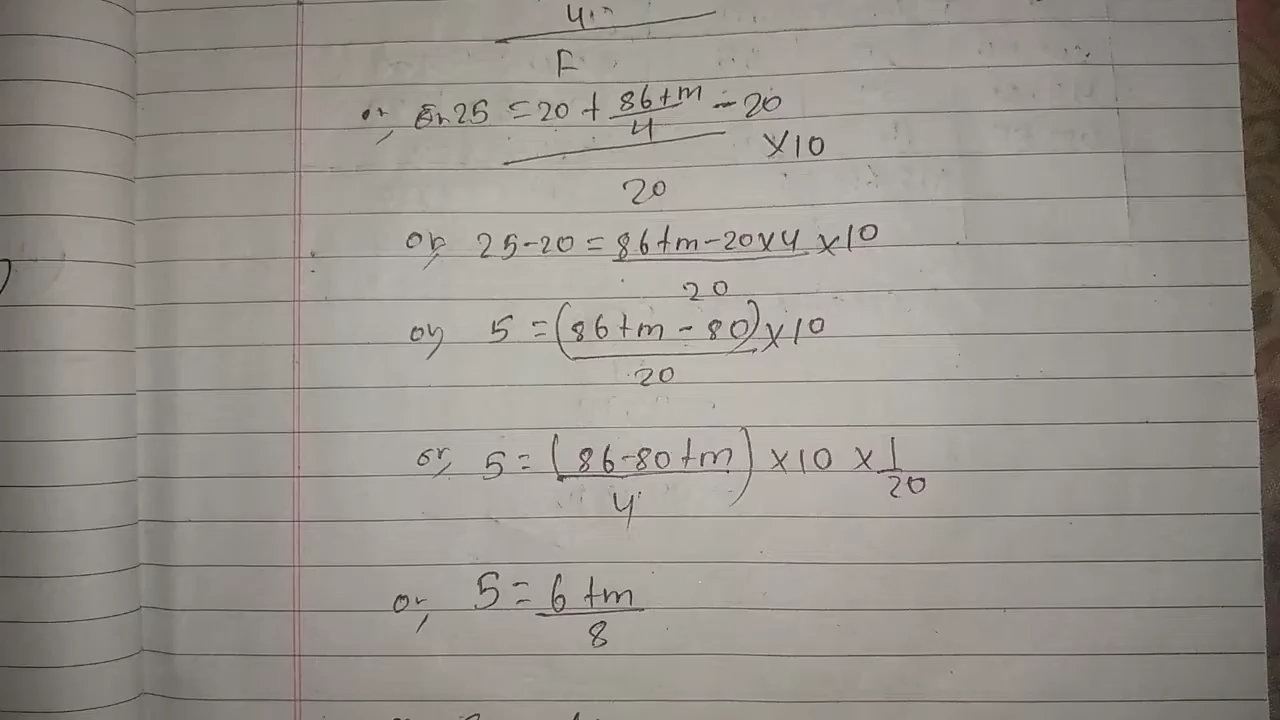 4
F
or, 25 = 20 + 86+m/4 - 20
× 10
20
or, 25-20 = 86+m-20×4 × 10
20
or 5 = (86+m-80) × 10
20
or, 5 = (86-80+m) × 10 × 1/20
4
or, 5 = 6+m
8